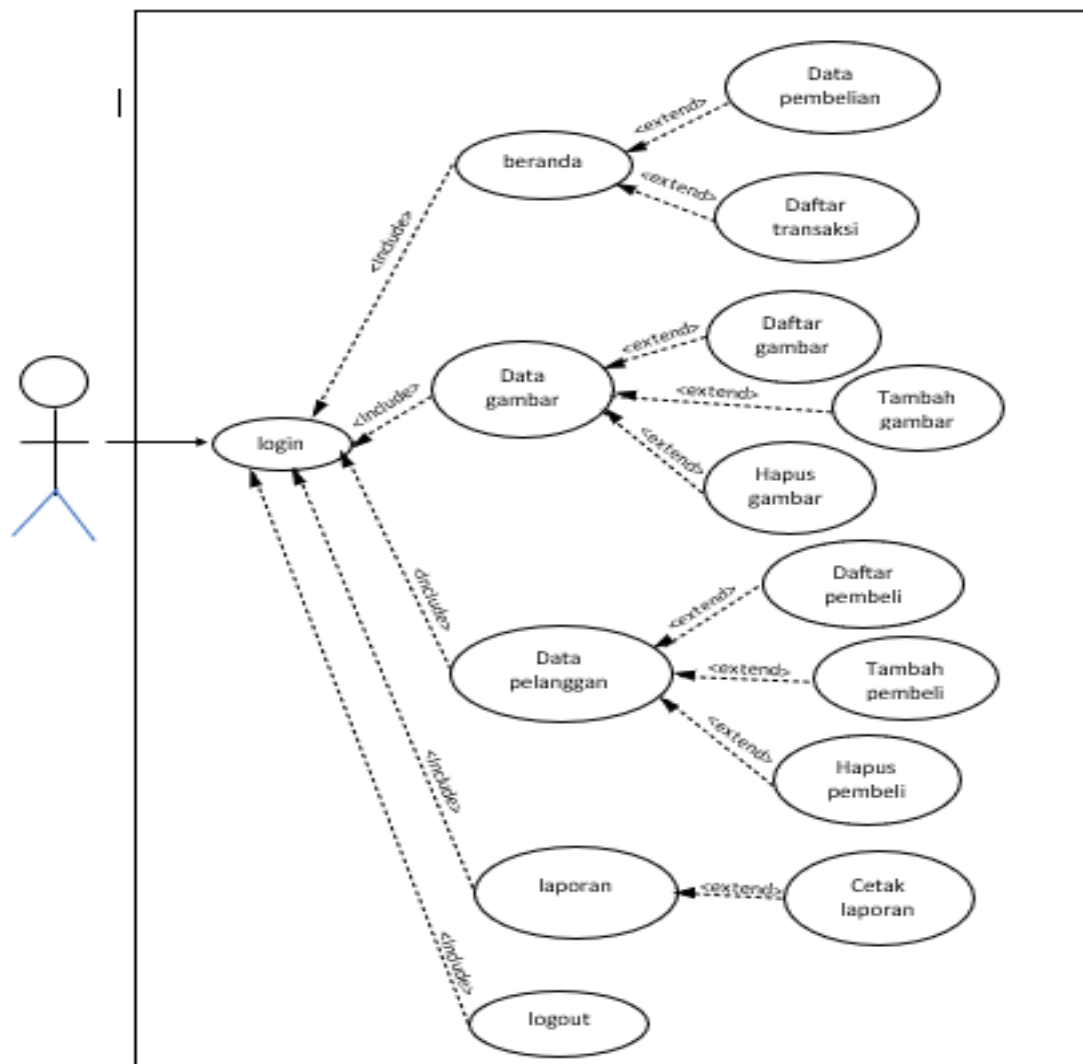 Data
pembelian
<extend>
beranda
<extend>
Daftar
transaksi
<include>
Daftar
gambar
<extend>
Data
gambar
<extend>
Tambah
gambar
<include>
login
<extend>
Hapus
gambar
Daftar
pembeli
<extend>
<include>
Data
pelanggan
<extend>
Tambah
pembeli
<extend>
Hapus
pembeli
<include>
laporan
<extend>
Cetak
laporan
<include>
logout